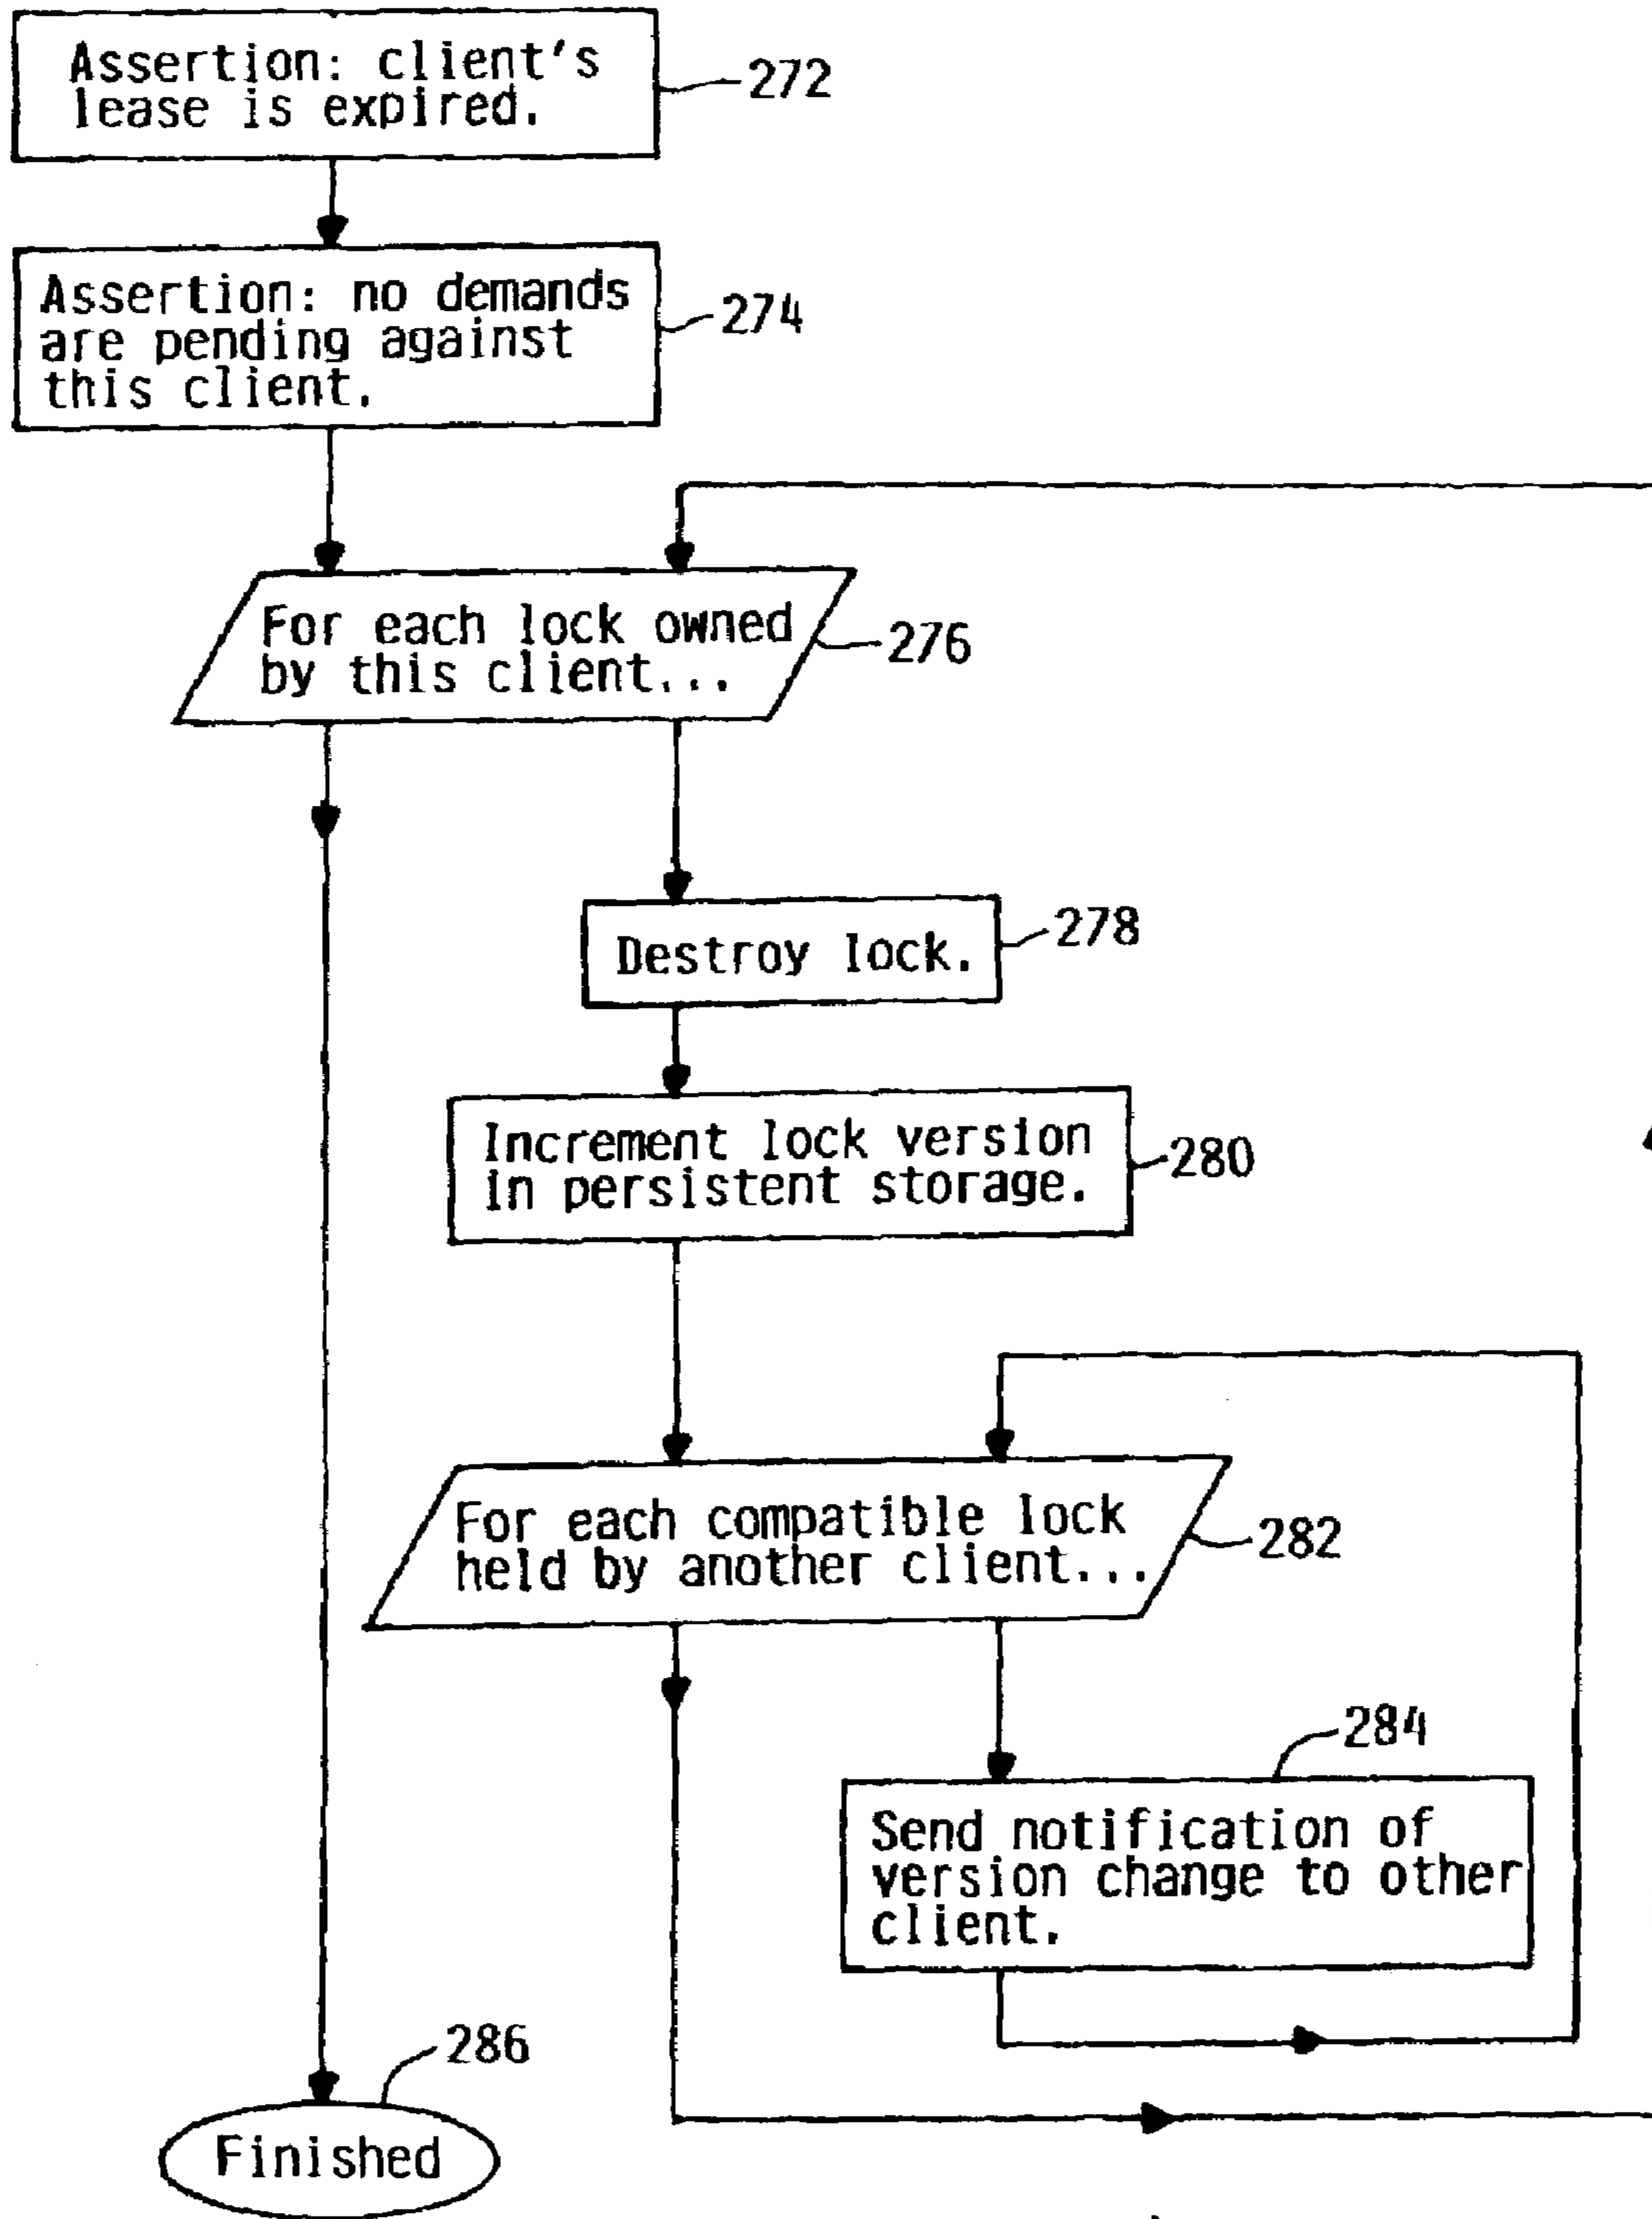 Assertion: client's
lease is expired.
272
Assertion: no demands
are pending against
this client.
274
For each lock owned
by this client...
276
Destroy lock.
278
Increment lock version
in persistent storage.
280
For each compatible lock
held by another client...
282
284
Send notification of
version change to other
client.
286
Finished